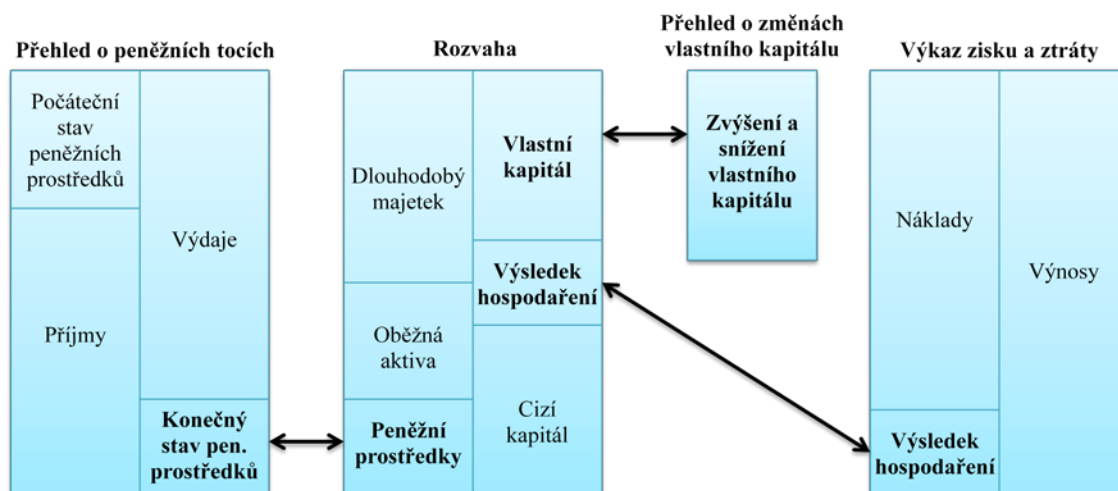 Přehled o peněžních tocích
Počáteční
stav
peněžních
prostředků
Příjmy
Výdaje
Konečný
stav pen.
prostředků
Rozvaha
Dlouhodobý
majetek
Oběžná
aktiva
Peněžní
prostředky
Vlastní
kapitál
Výsledek
hospodaření
Cizí
kapitál
Přehled o změnách
vlastního kapitálu
Zvýšení a
snížení
vlastního
kapitálu
Výkaz zisku a ztráty
Náklady
Výsledek
hospodaření
Výnosy